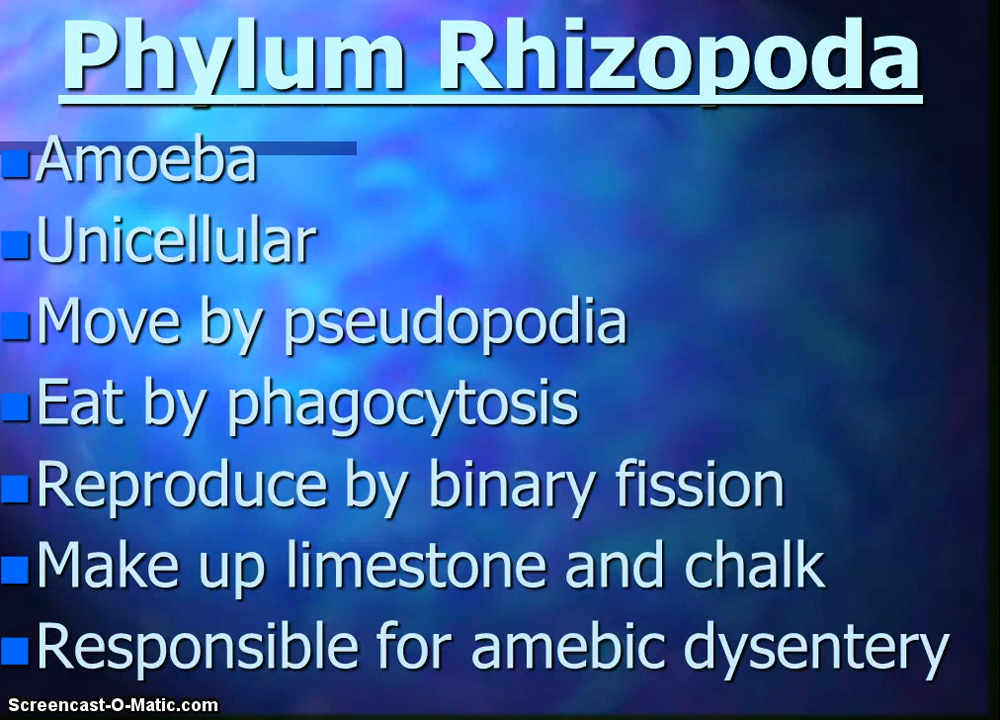 Phylum Rhizopoda
Amoeba
Unicellular
Move by pseudopodia
Eat by phagocytosis
Reproduce by binary fission
Make up limestone and chalk
Responsible for amebic dysentery
Screencast-O-Matic.com